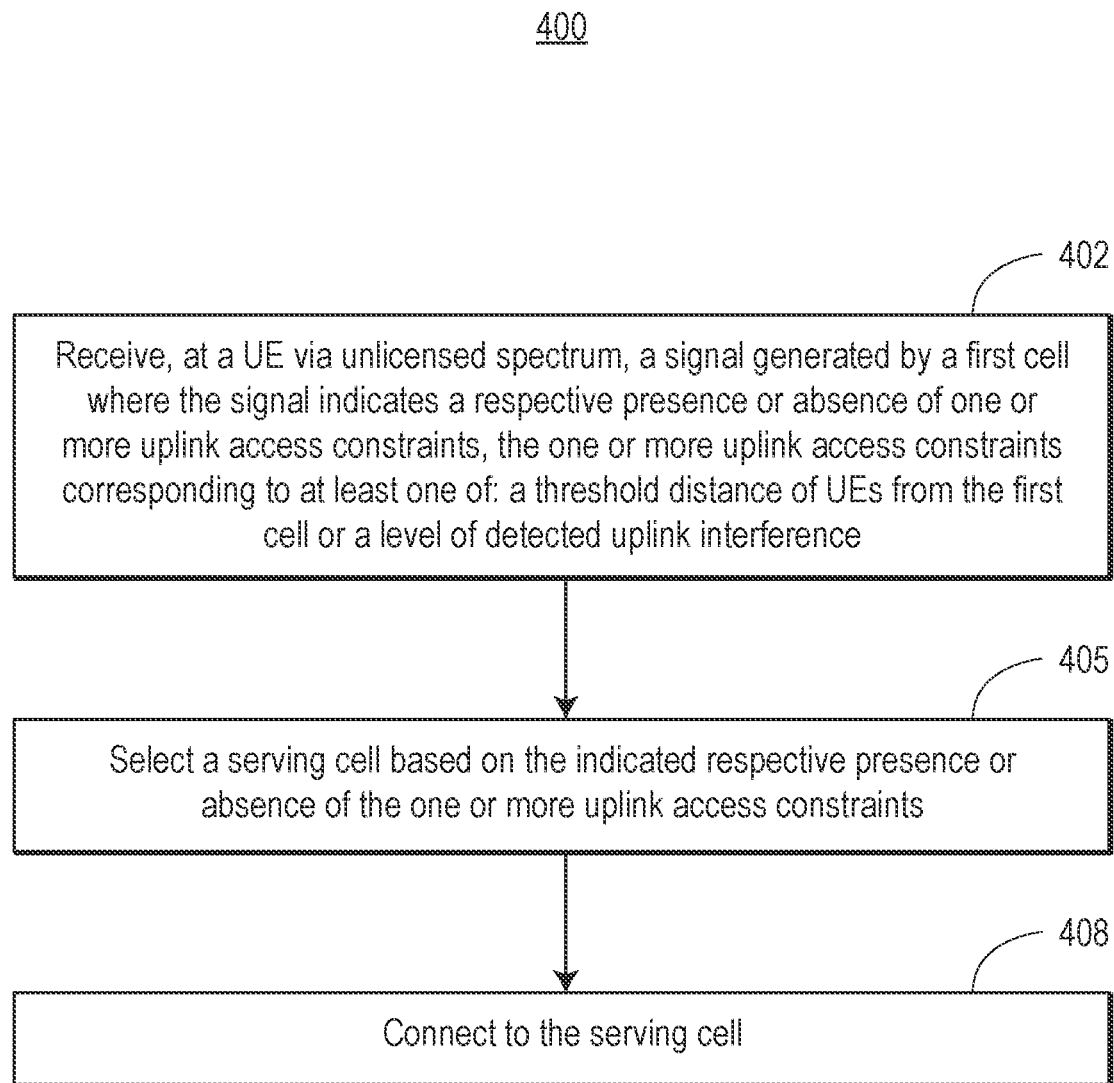 400
402
Receive, at a UE via unlicensed spectrum, a signal generated by a first cell
where the signal indicates a respective presence or absence of one or
more uplink access constraints, the one or more uplink access constraints
corresponding to at least one of: a threshold distance of UEs from the first
cell or a level of detected uplink interference
405
Select a serving cell based on the indicated respective presence or
absence of the one or more uplink access constraints
408
Connect to the serving cell